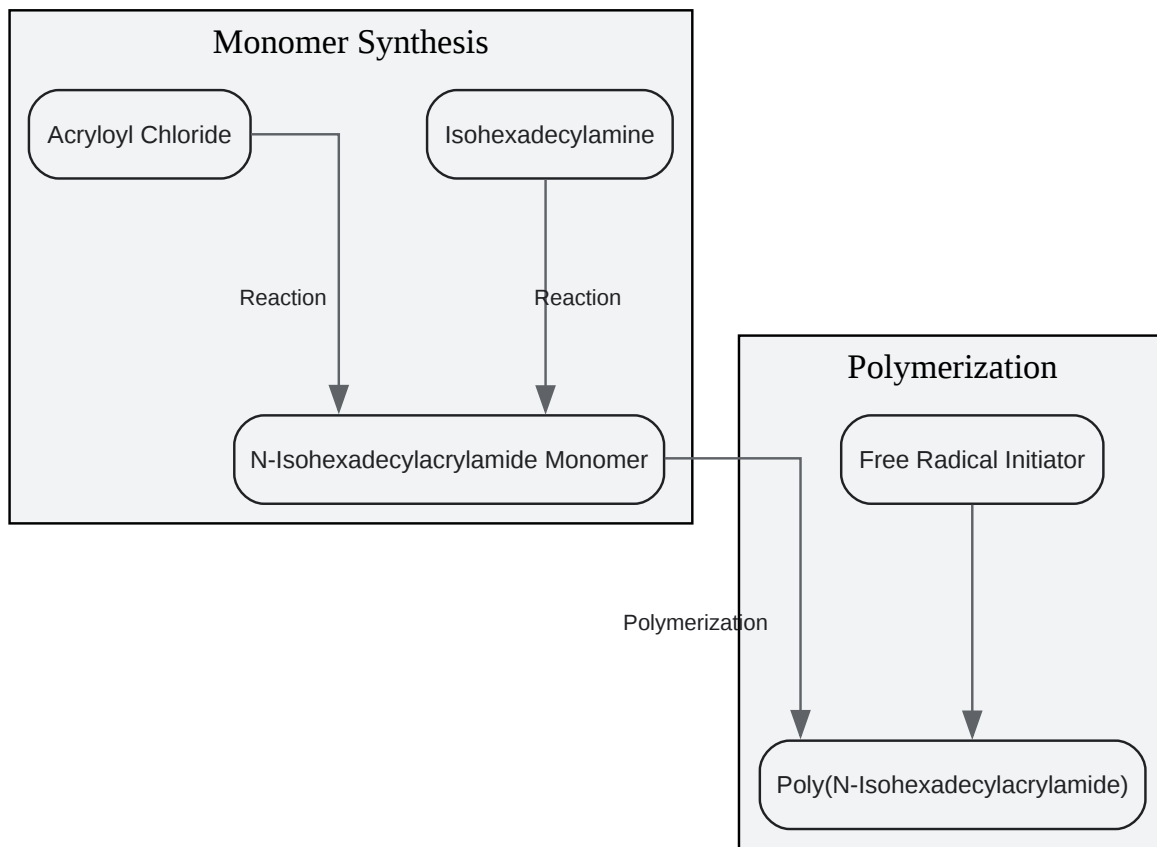 Monomer Synthesis
Acryloyl Chloride
Isohexadecylamine
Reaction
Reaction
N-Isohexadecylacrylamide Monomer
Polymerization
Free Radical Initiator
Polymerization
Poly(N-Isohexadecylacrylamide)